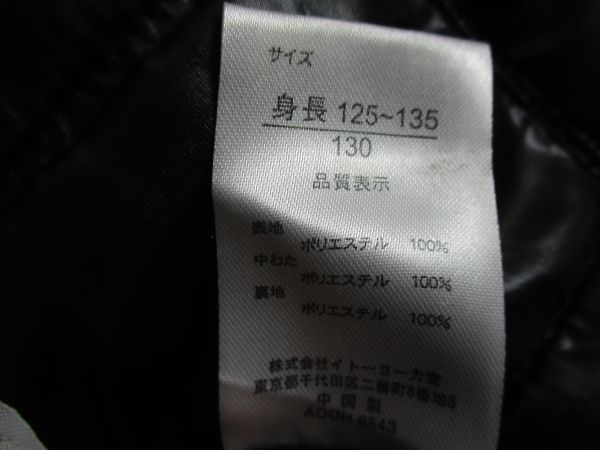 サイズ
身長 125~135
130
品質表示
表地
ポリエステル 100%
中わた
ポリエステル 100%
裏地
ポリエステル 100%
株式会社イトーヨーカ堂
東京都千代田区二番町8番地8
中国製
AOOH 6543